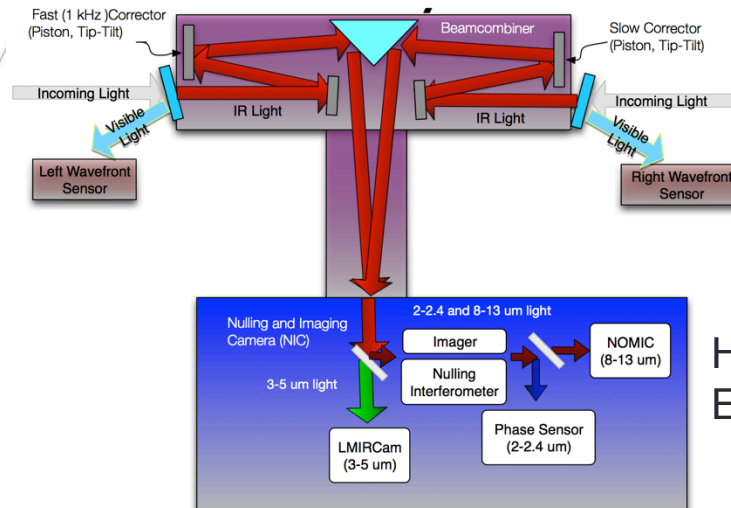 Fast (1 kHz )Corrector
(Piston, Tip-Tilt)
Beamcombiner
Slow Corrector
(Piston, Tip-Tilt)
Incoming Light
IR Light
IR Light
Incoming Light
Visible
Light
Visible
Light
Left Wavefront
Sensor
Right Wavefront
Sensor
2-2.4 and 8-13 um light
Nulling and Imaging
Camera (NIC)
Imager
NOMIC
(8-13 um)
Nulling
Interferometer
3-5 um light
Phase Sensor
(2-2.4 um)
LMIRCam
(3-5 um)